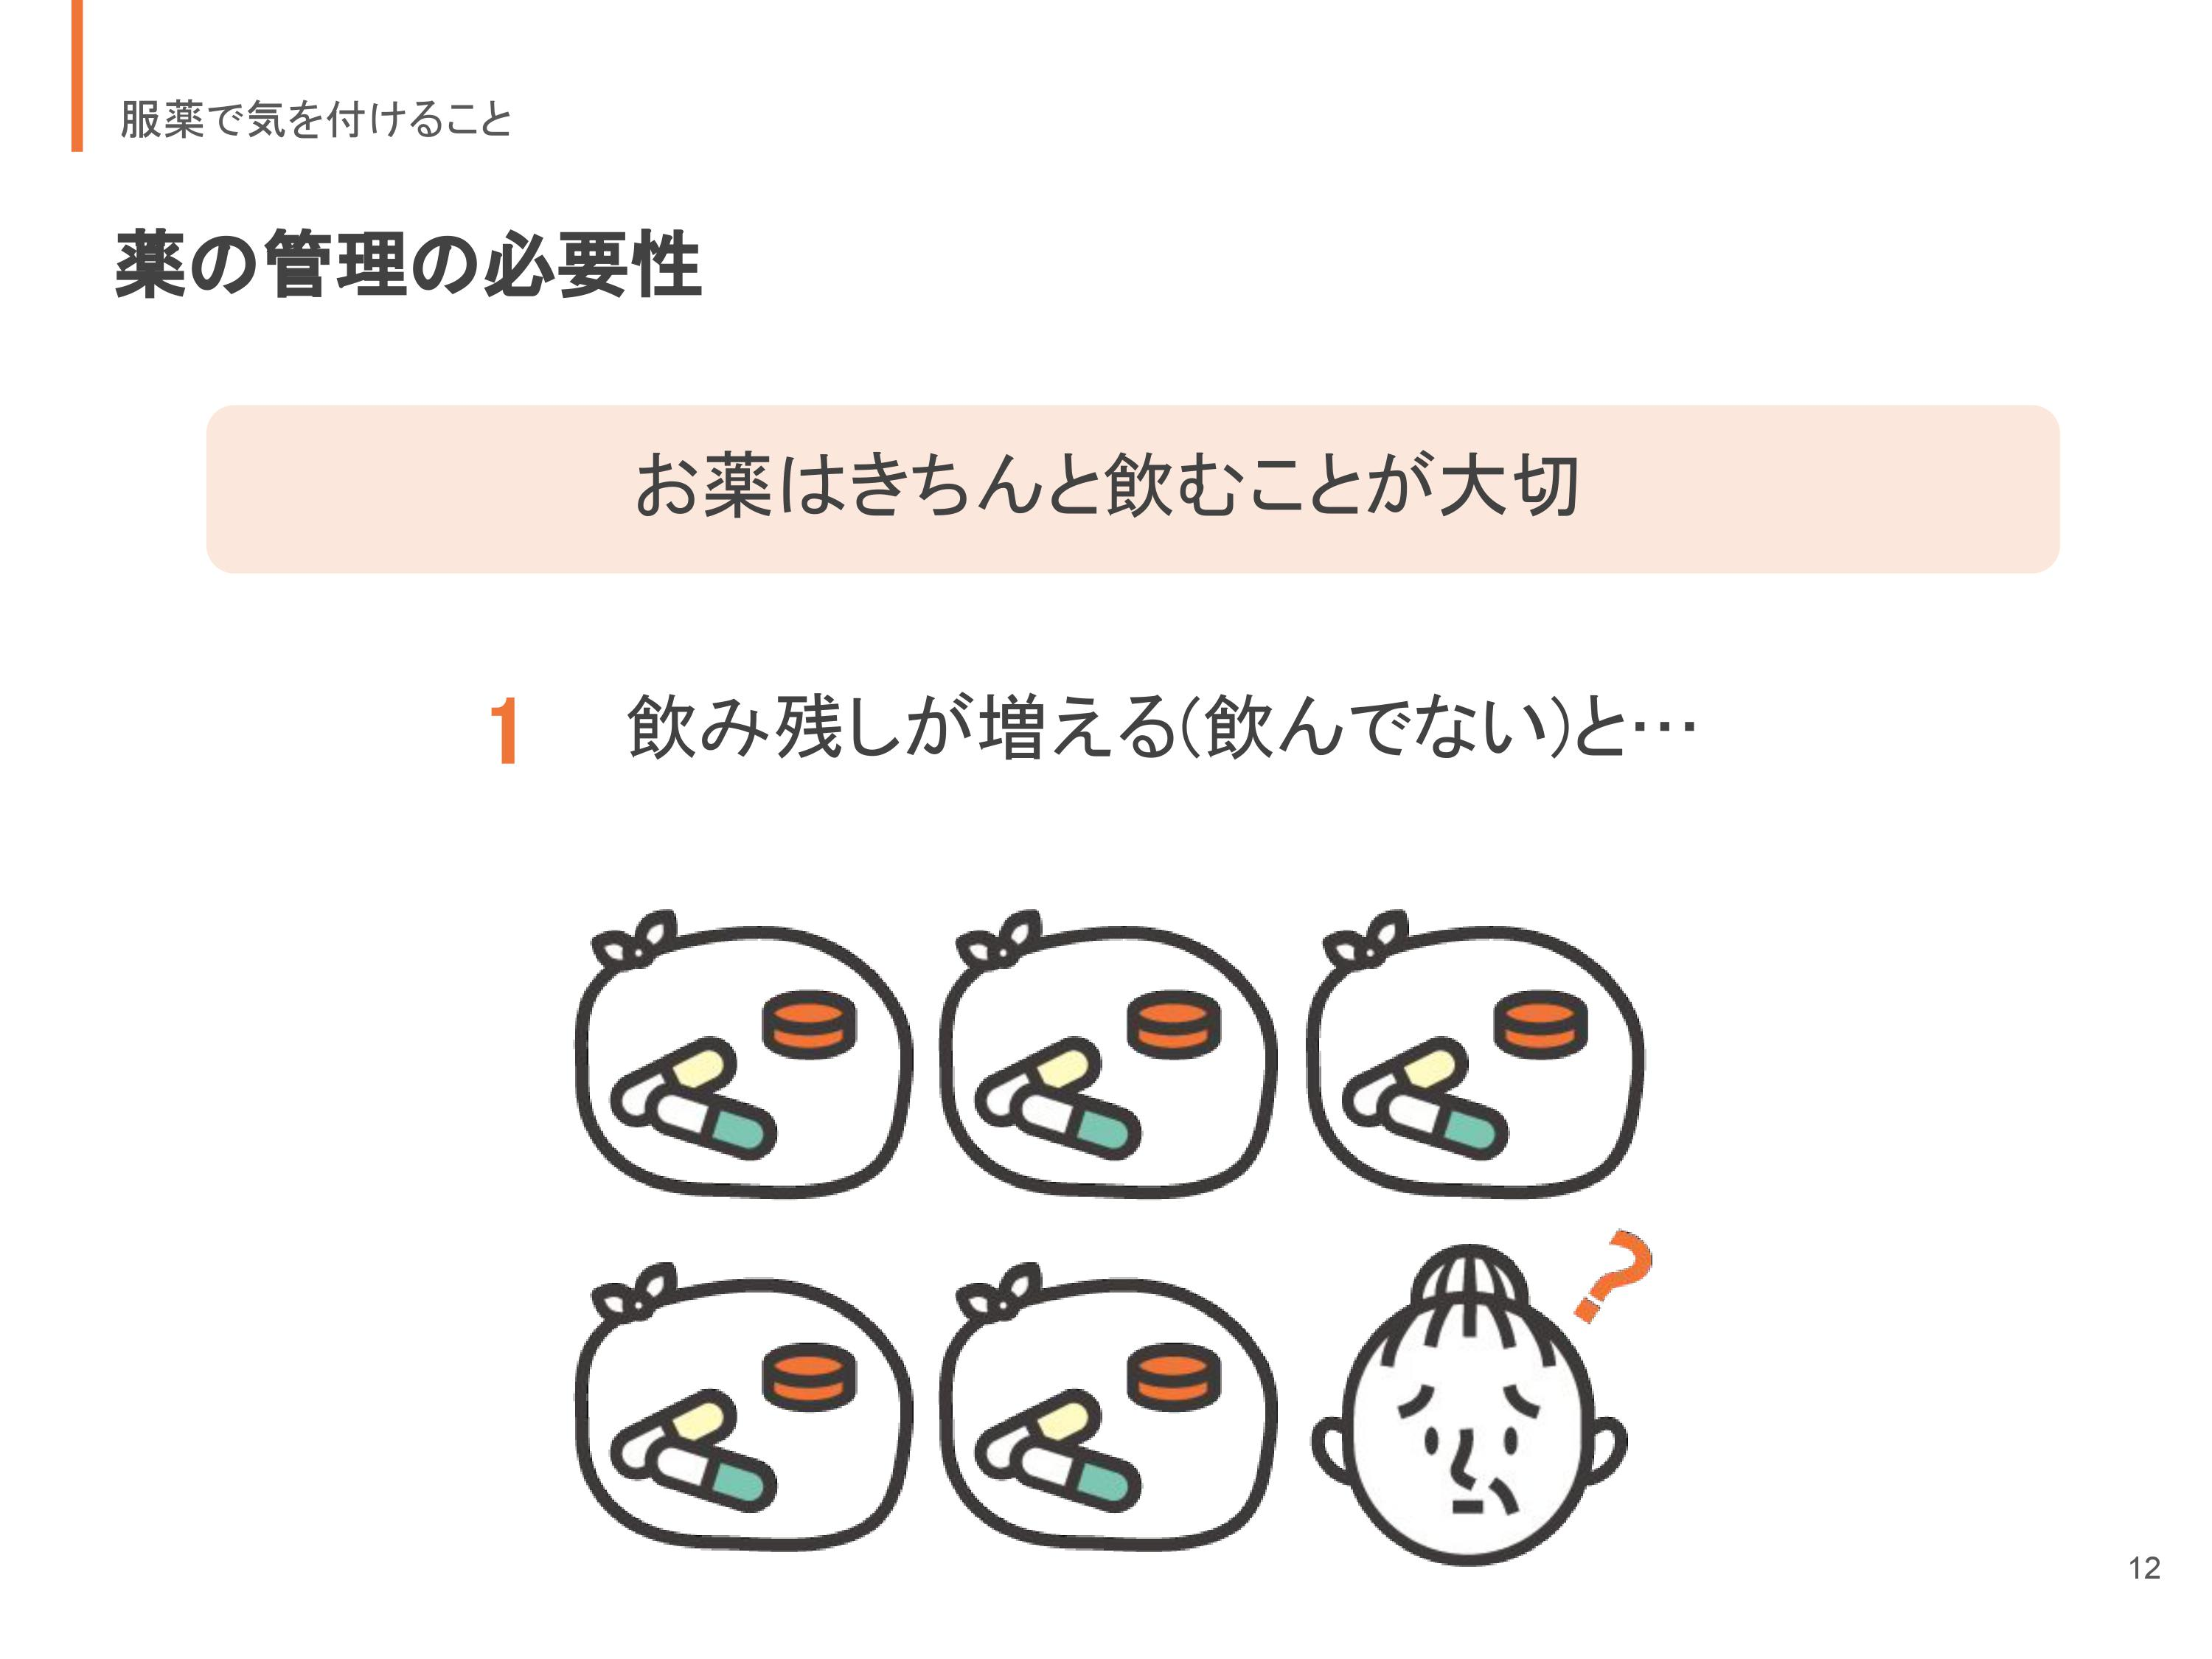 服薬で気を付けること
薬の管理の必要性
お薬はきちんと飲むことが大切
1 飲み残しが増える(飲んでない)と…
?
12